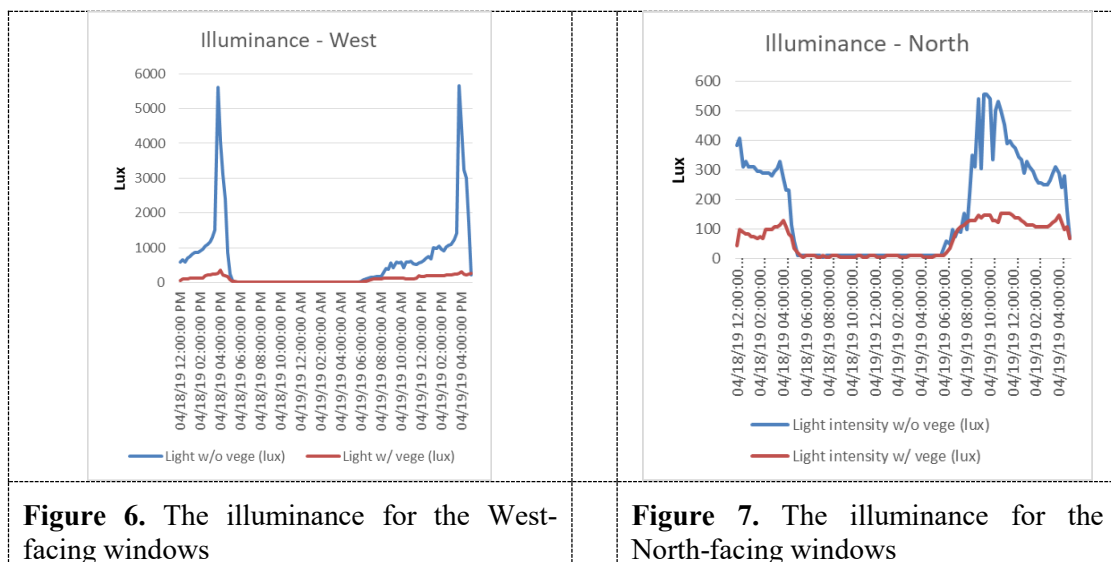 Illuminance - West
6000
5000
4000
3000
2000
1000
0
Lux
04/18/19 12:00:00 PM
04/18/19 02:00:00 PM
04/18/19 04:00:00 PM
04/18/19 06:00:00 PM
04/18/19 08:00:00 PM
04/18/19 10:00:00 PM
04/19/19 12:00:00 AM
04/19/19 02:00:00 AM
04/19/19 04:00:00 AM
04/19/19 06:00:00 AM
04/19/19 08:00:00 AM
04/19/19 10:00:00 AM
04/19/19 12:00:00 PM
04/19/19 02:00:00 PM
04/19/19 04:00:00 PM
Light w/o vege (lux)
Light w/ vege (lux)
Figure 6. The illuminance for the West-
facing windows
Illuminance - North
600
500
400
300
200
100
0
Lux
04/18/19 12:00:00...
04/18/19 02:00:00...
04/18/19 04:00:00...
04/18/19 06:00:00...
04/18/19 08:00:00...
04/18/19 10:00:00...
04/19/19 12:00:00...
04/19/19 02:00:00...
04/19/19 04:00:00...
04/19/19 06:00:00...
04/19/19 08:00:00...
04/19/19 10:00:00...
04/19/19 12:00:00...
04/19/19 02:00:00...
04/19/19 04:00:00...
Light intensity w/o vege (lux)
Light intensity w/ vege (lux)
Figure 7. The illuminance for the
North-facing windows